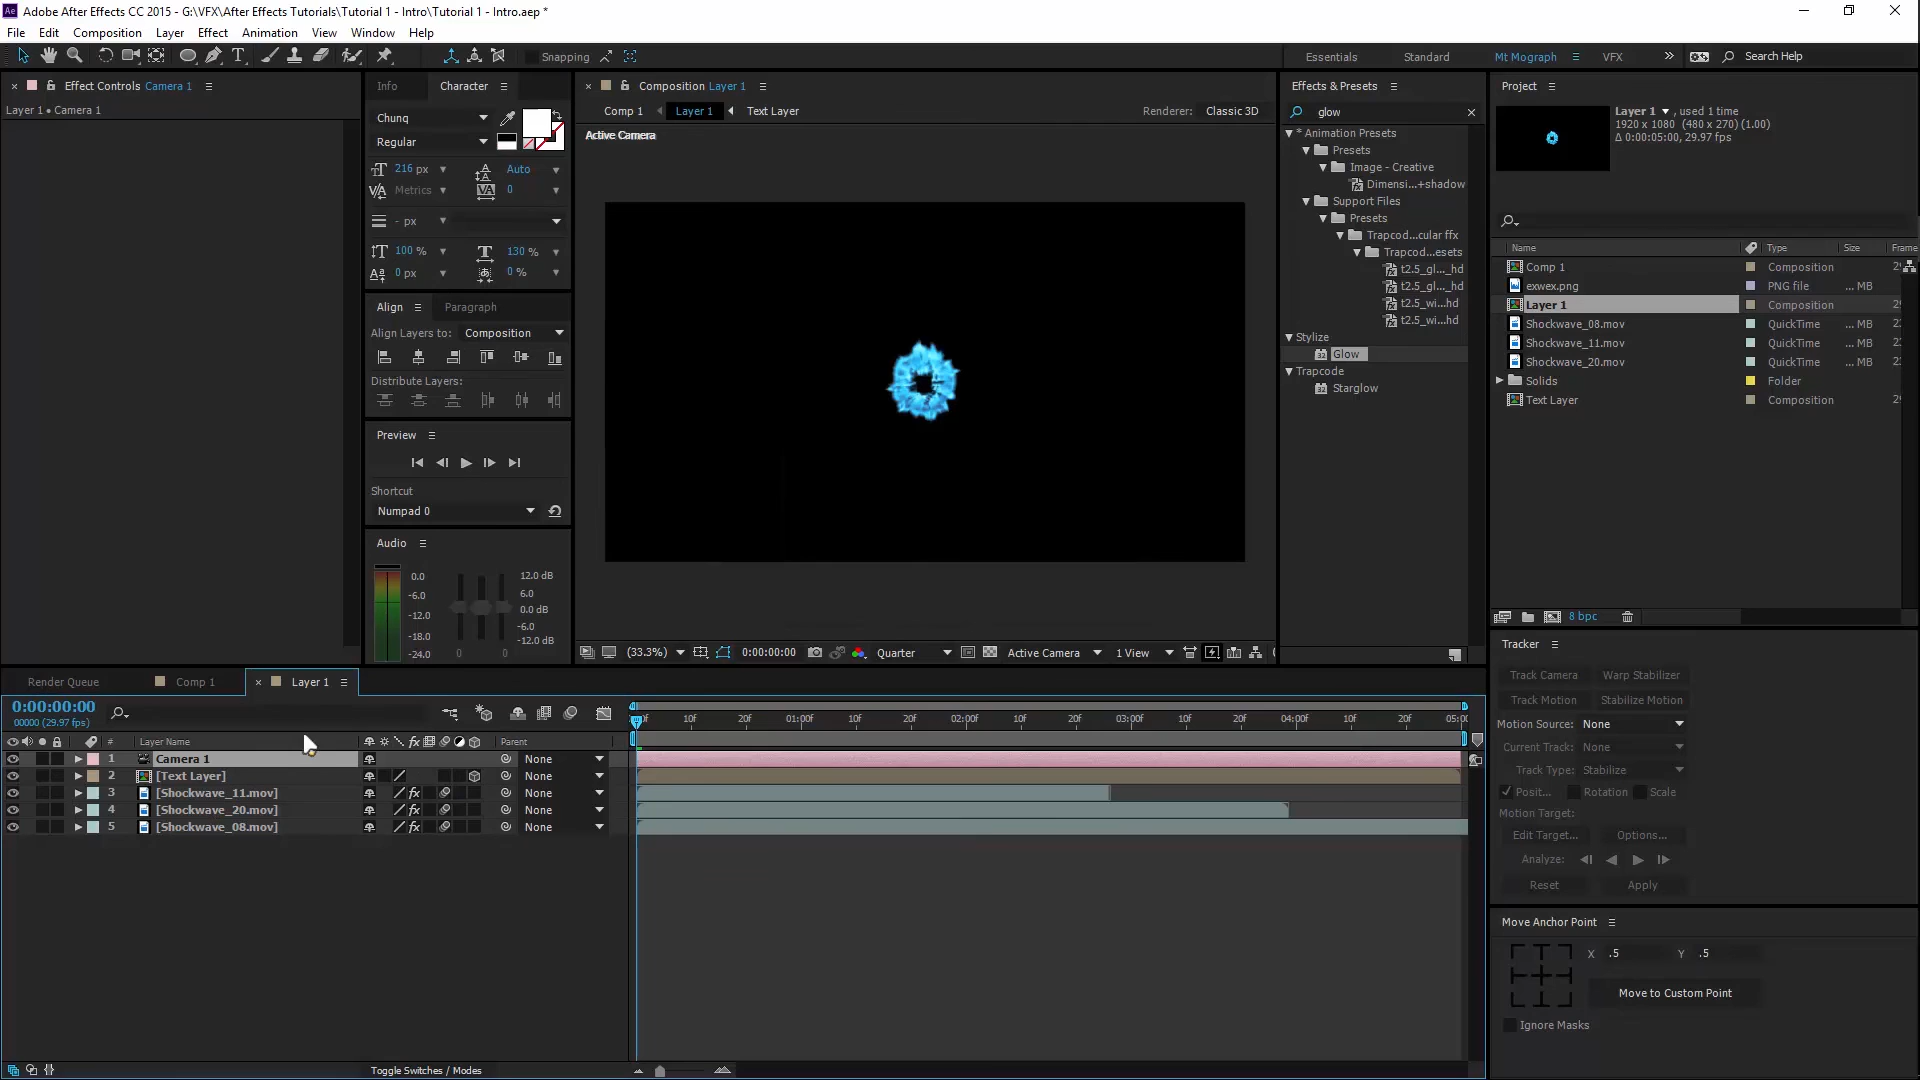 Adobe After Effects CC 2015 - G:\VFX\After Effects Tutorials\Tutorial 1 - Intro\Tutorial 1 - Intro.aep *
File Edit Composition Layer Effect Animation View Window Help
Snapping Essentials Standard Mt Mograph VFX Search Help
Effect Controls Camera 1
Layer 1 • Camera 1
Info Character
Chunq
Regular
216 px Auto
Metrics 0
- px
100 % 130 %
0 px 0 %
Align Paragraph
Align Layers to: Composition
Distribute Layers:
Preview
Shortcut
Numpad 0
Audio
0.0
-6.0
-12.0
-18.0
-24.0
12.0 dB
6.0
0.0 dB
-6.0
-12.0 dB
0 0
Composition Layer 1
Comp 1 Layer 1 Text Layer Renderer: Classic 3D
Active Camera
(33.3%) 0:00:00:00 Quarter Active Camera 1 View
Effects & Presets
glow
* Animation Presets
Presets
Image - Creative
Dimensi...+shadow
Support Files
Presets
Trapcod...cular ffx
Trapcod...esets
t2.5_gl..._hd
t2.5_gl..._hd
t2.5_wi...hd
t2.5_wi...hd
Stylize
Glow
Trapcode
Starglow
Project
Layer 1 , used 1 time
1920 x 1080 (480 x 270) (1.00)
Δ 0:00:05:00, 29.97 fps
Name Type Size Frame
Comp 1 Composition
exwex.png PNG file ... MB
Layer 1 Composition
Shockwave_08.mov QuickTime ... MB
Shockwave_11.mov QuickTime ... MB
Shockwave_20.mov QuickTime ... MB
Solids Folder
Text Layer Composition
8 bpc
Tracker
Track Camera Warp Stabilizer
Track Motion Stabilize Motion
Motion Source: None
Current Track: None
Track Type: Stabilize
Posit... Rotation Scale
Motion Target:
Edit Target... Options...
Analyze:
Reset Apply
Move Anchor Point
X .5 Y .5
Move to Custom Point
Ignore Masks
Render Queue Comp 1 Layer 1
0:00:00:00
00000 (29.97 fps)
10f 20f 01:00f 10f 20f 02:00f 10f 20f 03:00f 10f 20f 04:00f 10f 20f
# Layer Name Parent
1 Camera 1 None
2 [Text Layer] None
3 [Shockwave_11.mov] None
4 [Shockwave_20.mov] None
5 [Shockwave_08.mov] None
Toggle Switches / Modes